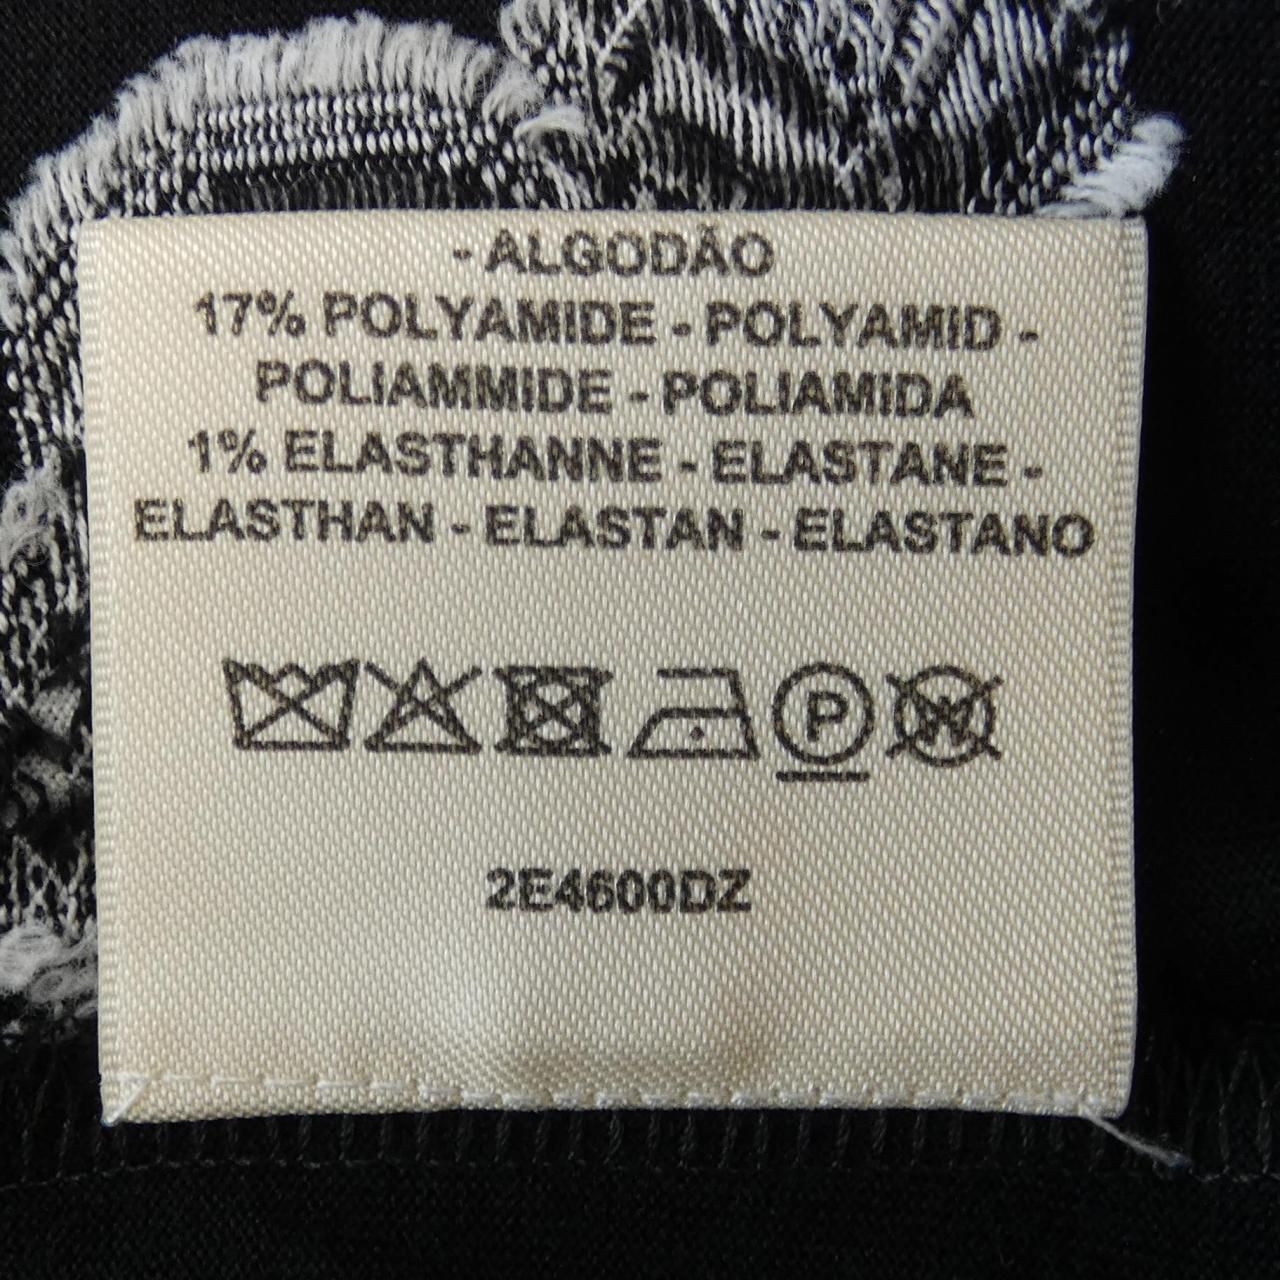 - ALGODÃO
17% POLYAMIDE - POLYAMID -
POLIAMMIDE - POLIAMIDA
1% ELASTHANNE - ELASTANE -
ELASTHAN - ELASTAN - ELASTANO
P W
2E4600DZ